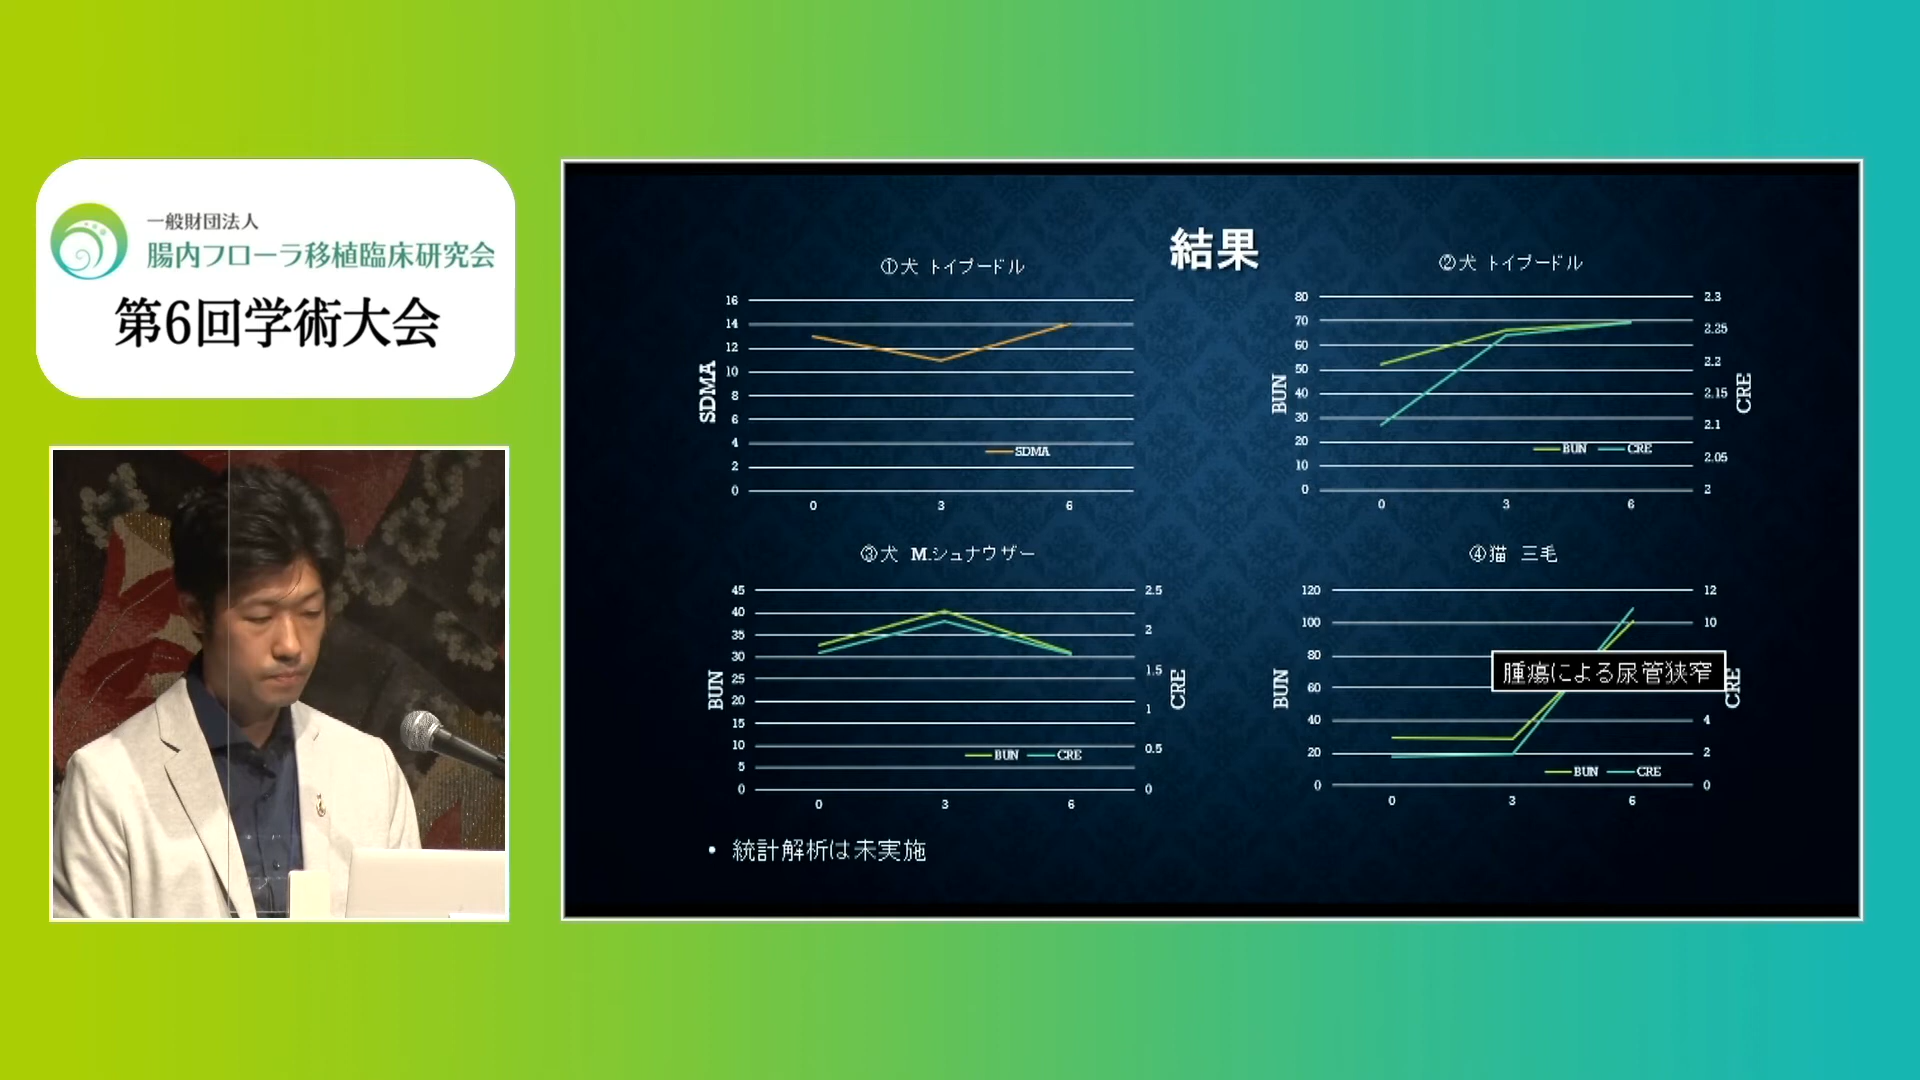 一般財団法人
腸内フローラ移植臨床研究会
第6回学術大会
結果
①犬 トイプードル
16
14
12
10
8
6
4
2
0
SDMA
SDMA
0 3 6
②犬 トイプードル
80
70
60
50
40
30
20
10
0
BUN
2.3
2.25
2.2
2.15
2.1
2.05
2
CRE
BUN CRE
0 3 6
③犬 M.シュナウザー
45
40
35
30
25
20
15
10
5
0
BUN
2.5
2
1.5
1
0.5
0
CRE
BUN CRE
0 3 6
④猫 三毛
120
100
80
60
40
20
0
BUN
12
10
4
2
0
CRE
腫瘍による尿管狭窄
BUN CRE
0 3 6
• 統計解析は未実施